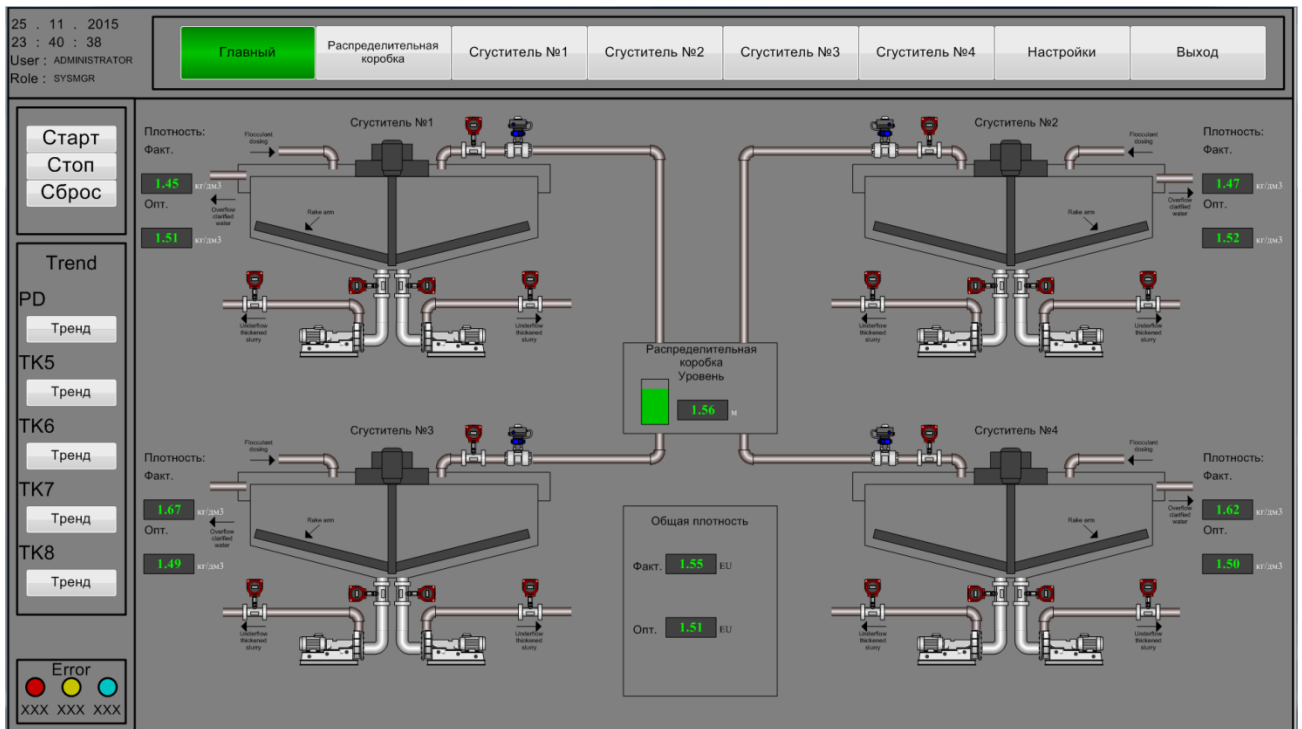 25 . 11 . 2015
23 : 40 : 38
User : ADMINISTRATOR
Role : SYSMGR
Главный
Распределительная
коробка
Сгуститель №1
Сгуститель №2
Сгуститель №3
Сгуститель №4
Настройки
Выход
Старт
Стоп
Сброс
Trend
PD
Тренд
TK5
Тренд
TK6
Тренд
TK7
Тренд
TK8
Тренд
Error
XXX XXX XXX
Сгуститель №1
Плотность:
Факт.
1.45 кг/дм3
Опт.
1.51 кг/дм3
Flocculant
dosing
Overflow
clarified
water
Rake arm
Underflow
thickened
slurry
Underflow
thickened
slurry
Сгуститель №2
Плотность:
Факт.
1.47 кг/дм3
Опт.
1.52 кг/дм3
Flocculant
dosing
Overflow
clarified
water
Rake arm
Underflow
thickened
slurry
Underflow
thickened
slurry
Распределительная
коробка
Уровень
1.56 м
Сгуститель №3
Плотность:
Факт.
1.67 кг/дм3
Опт.
1.49 кг/дм3
Flocculant
dosing
Overflow
clarified
water
Rake arm
Underflow
thickened
slurry
Underflow
thickened
slurry
Общая плотность
Факт. 1.55 EU
Опт. 1.51 EU
Сгуститель №4
Плотность:
Факт.
1.62 кг/дм3
Опт.
1.50 кг/дм3
Flocculant
dosing
Overflow
clarified
water
Rake arm
Underflow
thickened
slurry
Underflow
thickened
slurry